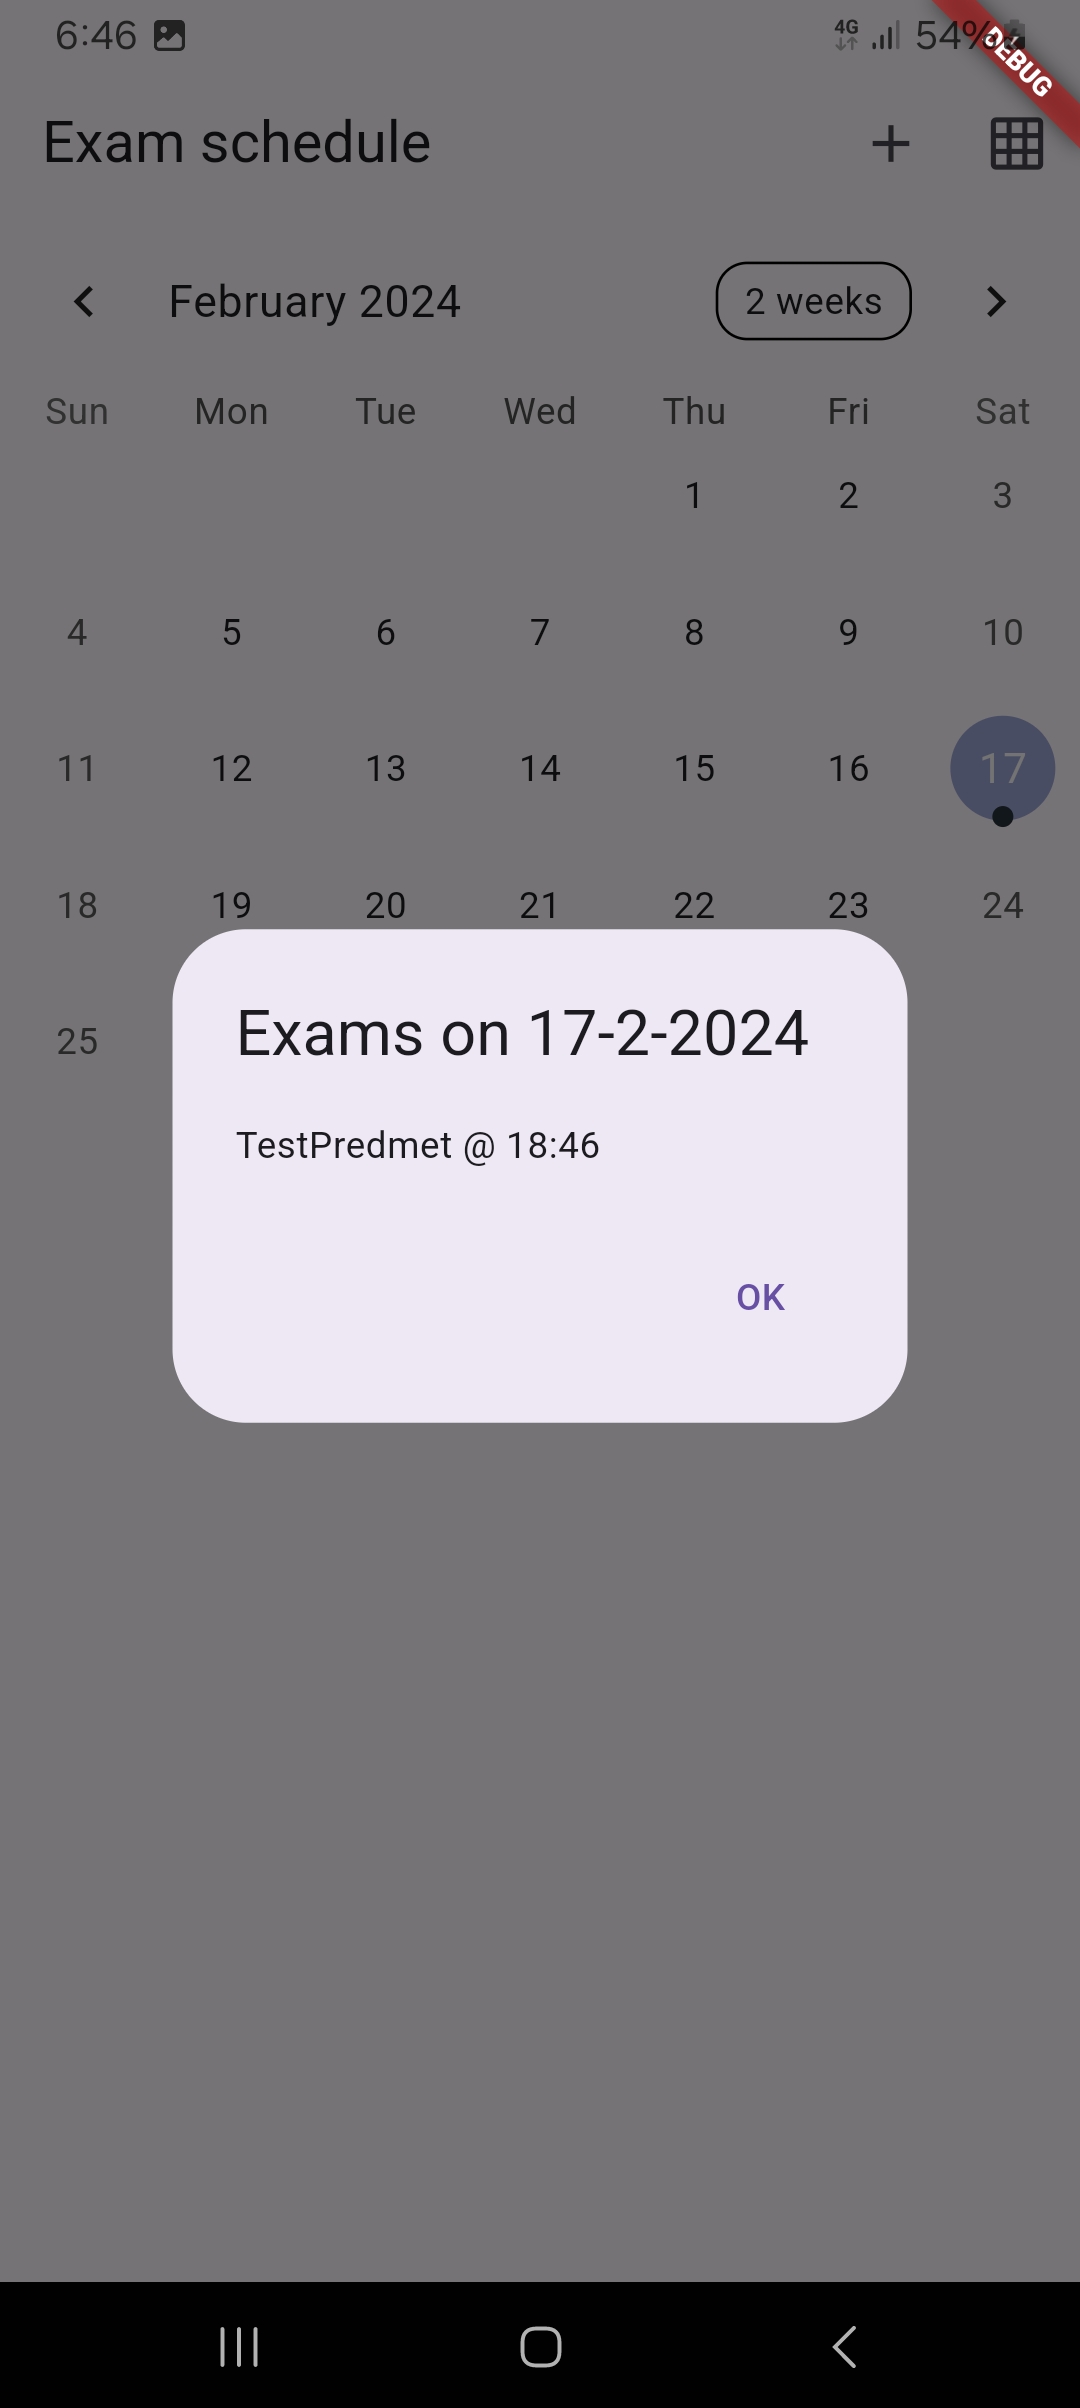 6:46 4G 54%
DEBUG
Exam schedule
February 2024 2 weeks
Sun Mon Tue Wed Thu Fri Sat
1 2 3
4 5 6 7 8 9 10
11 12 13 14 15 16 17
18 19 20 21 22 23 24
25
Exams on 17-2-2024
TestPredmet @ 18:46
OK